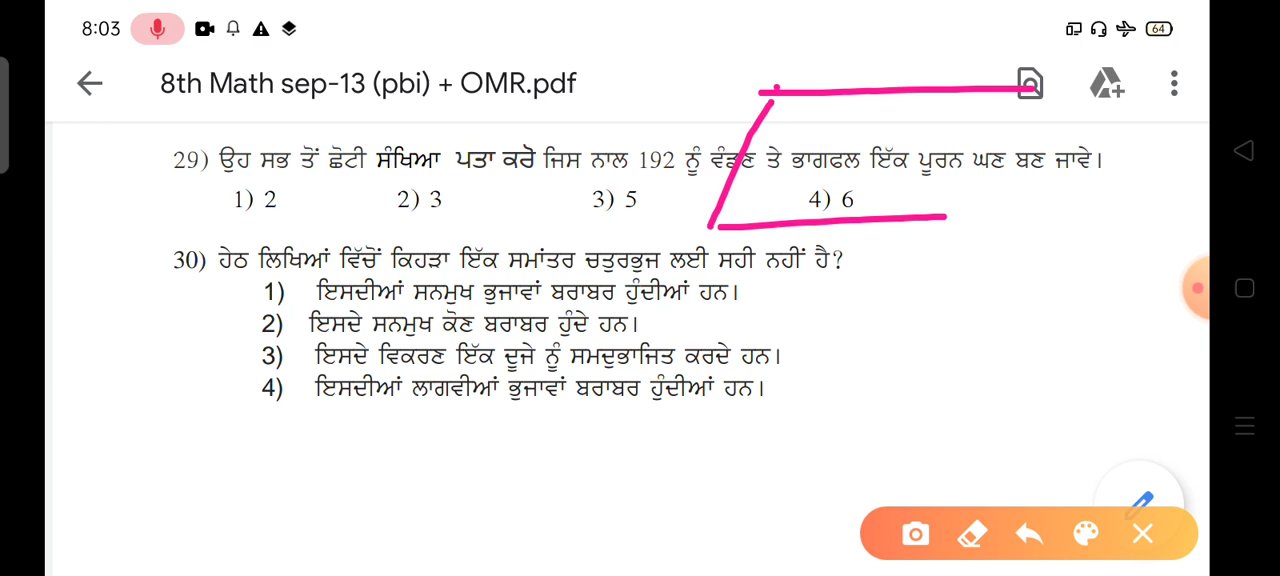 8:03
64
8th Math sep-13 (pbi) + OMR.pdf
29) ਉਹ ਸਭ ਤੋਂ ਛੋਟੀ ਸੰਖਿਆ ਪਤਾ ਕਰੋ ਜਿਸ ਨਾਲ 192 ਨੂੰ ਵੰਡਣ ਤੇ ਭਾਗਫਲ ਇੱਕ ਪੂਰਨ ਘਣ ਬਣ ਜਾਵੇ।
1) 2 2) 3 3) 5 4) 6
30) ਹੇਠ ਲਿਖਿਆਂ ਵਿੱਚੋਂ ਕਿਹੜਾ ਇੱਕ ਸਮਾਂਤਰ ਚਤੁਰਭੁਜ ਲਈ ਸਹੀ ਨਹੀਂ ਹੈ?
1) ਇਸਦੀਆਂ ਸਨਮੁਖ ਭੁਜਾਵਾਂ ਬਰਾਬਰ ਹੁੰਦੀਆਂ ਹਨ।
2) ਇਸਦੇ ਸਨਮੁਖ ਕੋਣ ਬਰਾਬਰ ਹੁੰਦੇ ਹਨ।
3) ਇਸਦੇ ਵਿਕਰਣ ਇੱਕ ਦੂਜੇ ਨੂੰ ਸਮਦੁਭਾਜਿਤ ਕਰਦੇ ਹਨ।
4) ਇਸਦੀਆਂ ਲਾਗਵੀਆਂ ਭੁਜਾਵਾਂ ਬਰਾਬਰ ਹੁੰਦੀਆਂ ਹਨ।